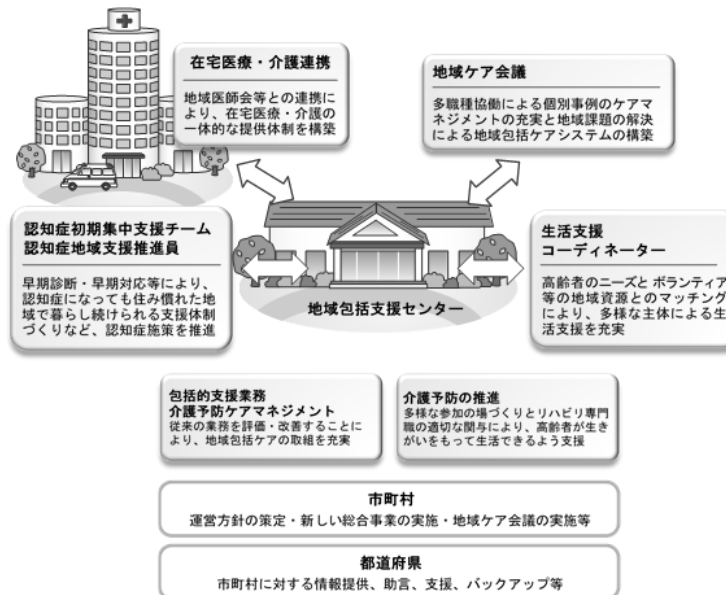 在宅医療・介護連携
地域医師会等との連携に
より、在宅医療・介護の
一体的な提供体制を構築
地域ケア会議
多職種協働による個別事例のケアマ
ネジメントの充実と地域課題の解決
による地域包括ケアシステムの構築
認知症初期集中支援チーム
認知症地域支援推進員
早期診断・早期対応等により、
認知症になっても住み慣れた地
域で暮らし続けられる支援体制
づくりなど、認知症施策を推進
地域包括支援センター
生活支援
コーディネーター
高齢者のニーズと ボランティア
等の地域資源とのマッチング
により、多様な主体による生
活支援を充実
包括的支援業務
介護予防ケアマネジメント
従来の業務を評価・改善することに
より、地域包括ケアの取組を充実
介護予防の推進
多様な参加の場づくりとリハビリ専門
職の適切な関与により、高齢者が生き
がいをもって生活できるよう支援
市町村
運営方針の策定・新しい総合事業の実施・地域ケア会議の実施等
都道府県
市町村に対する情報提供、助言、支援、バックアップ等